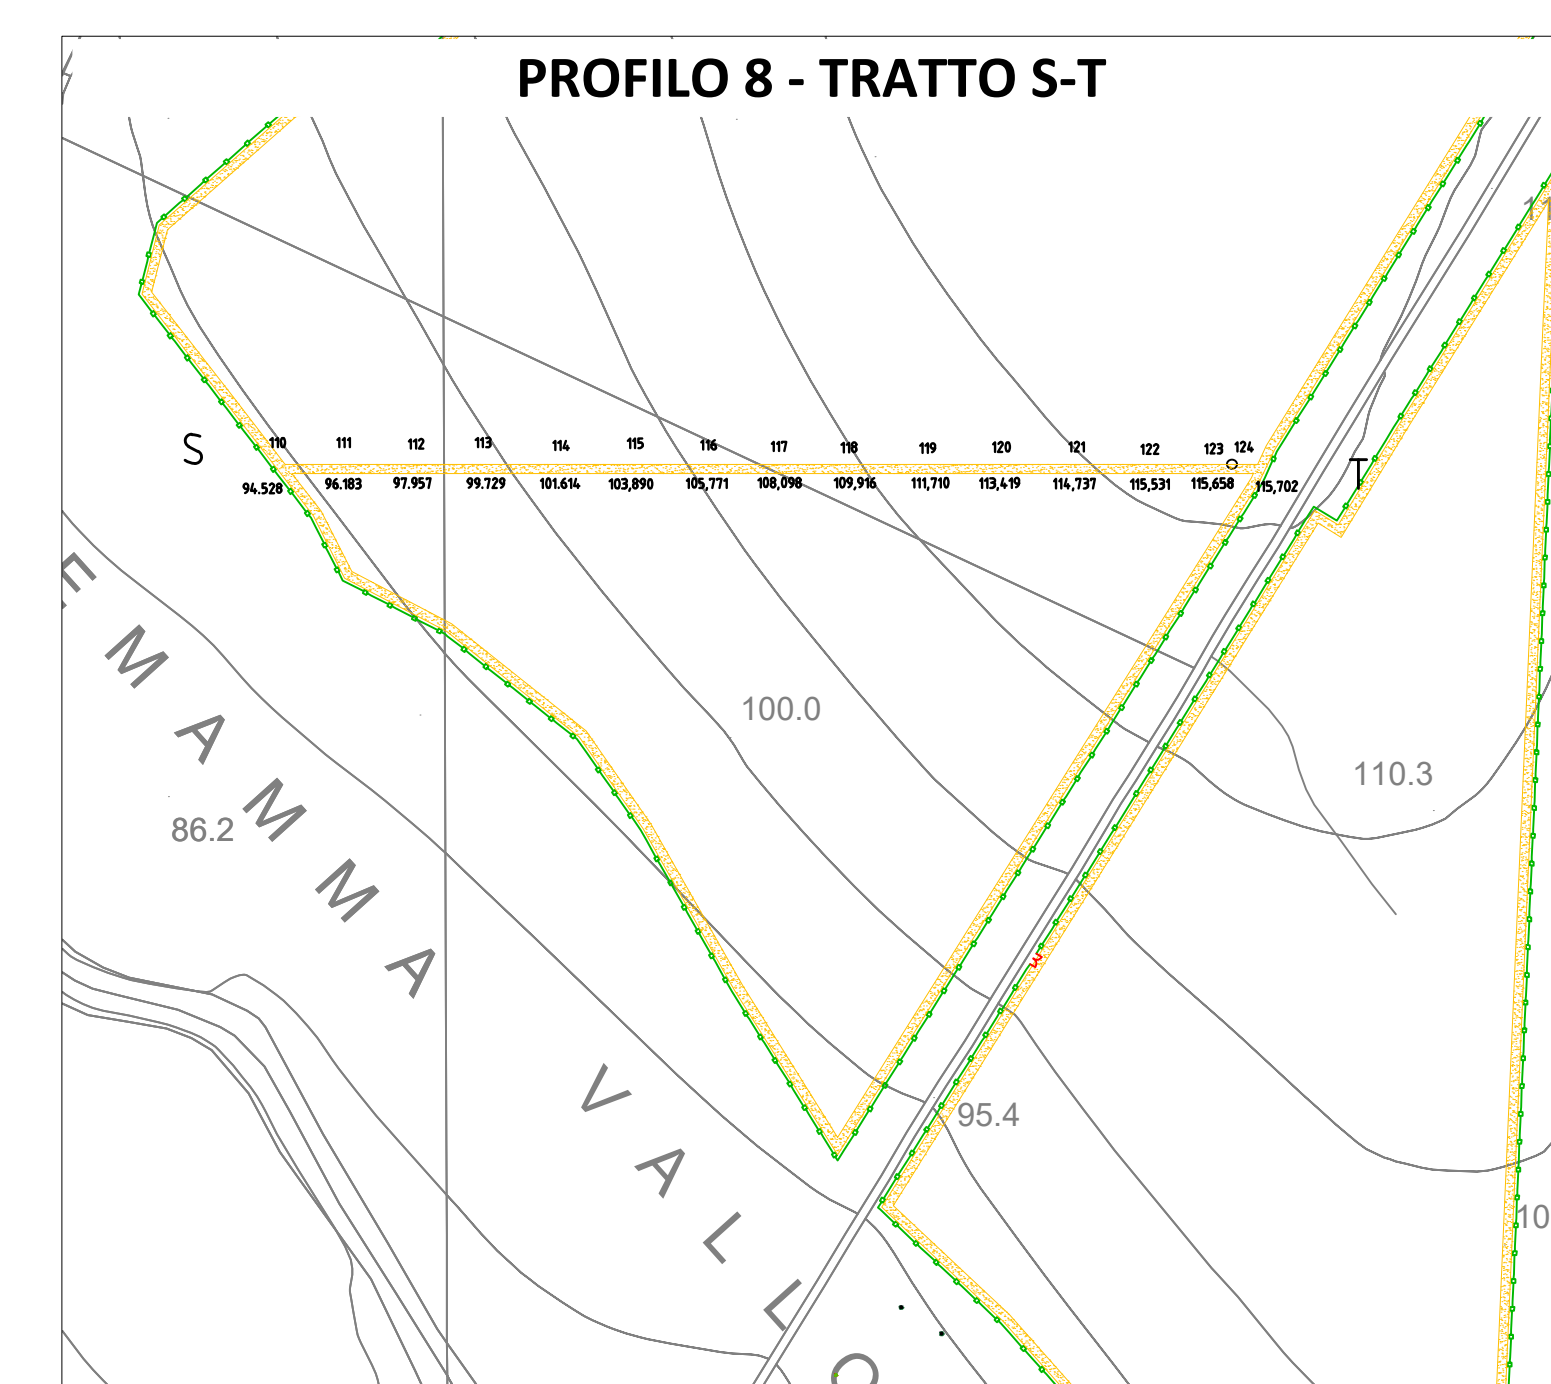 PROFILO 8 - TRATTO S-T
S
110 111 112 113 114 115 116 117 118 119 120 121 122 123 124
T
94.528 96.183 97.957 99.729 101.614 103,890 105,771 108,098 109,916 111,710 113,419 114,737 115,531 115,658 115,702
E M A M M A
V A L L O
100.0
110.3
86.2
95.4
10
3